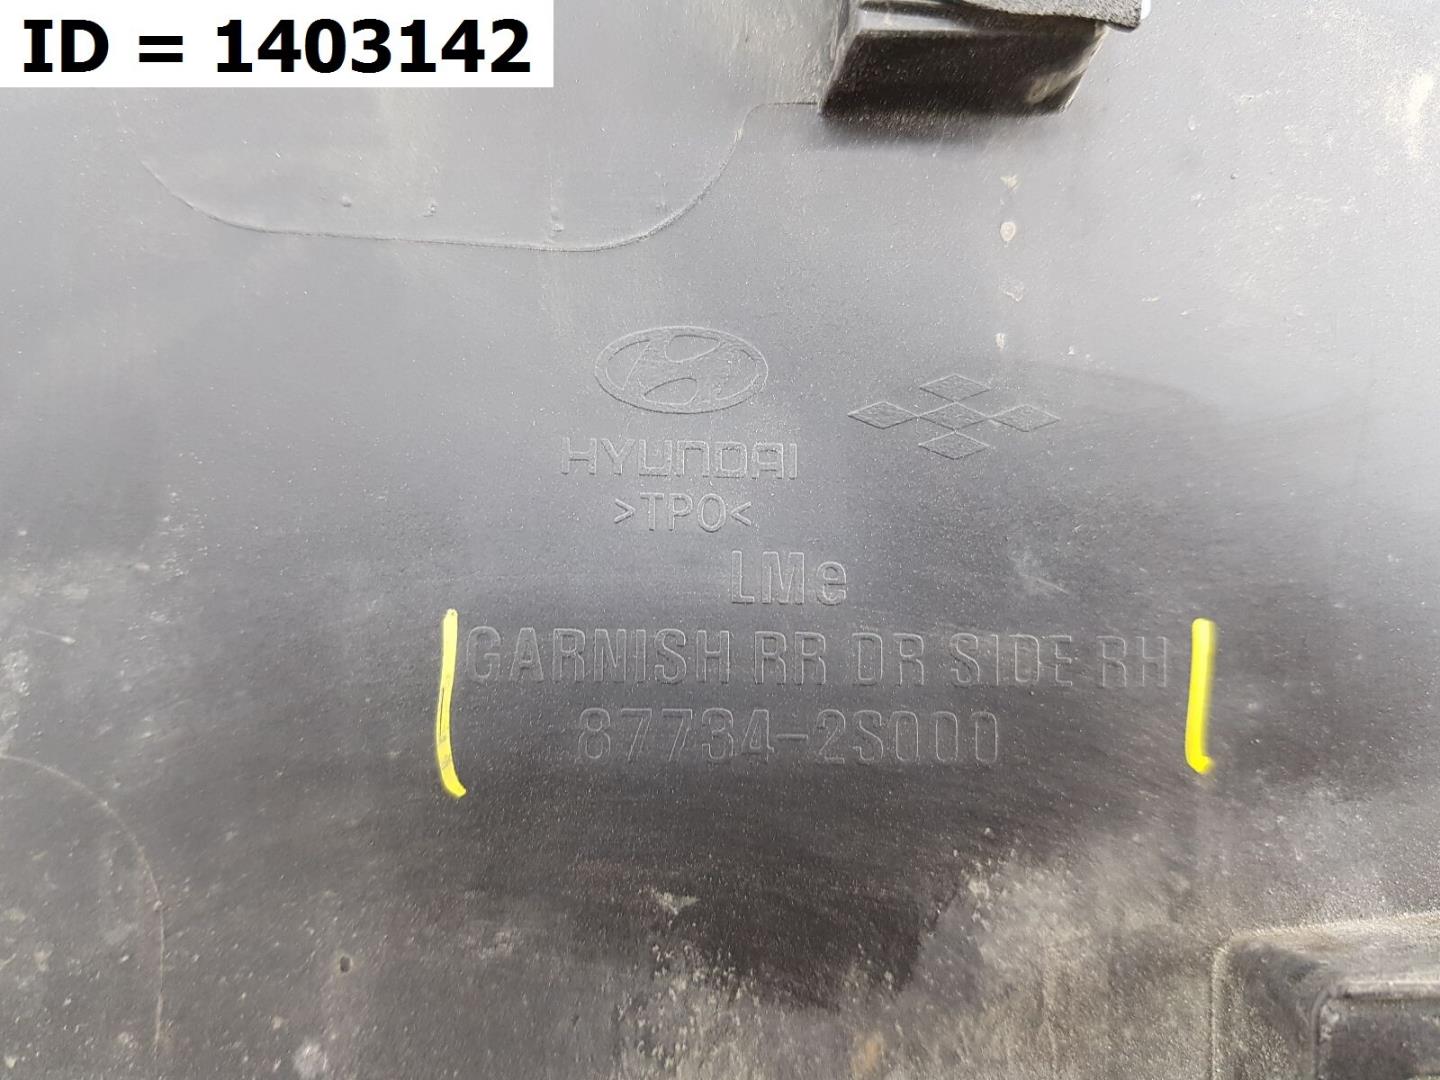 ID = 1403142
HYUNDAI
>TPO<
LMe
GARNISH RR DR SIDE RH
87734-2S000